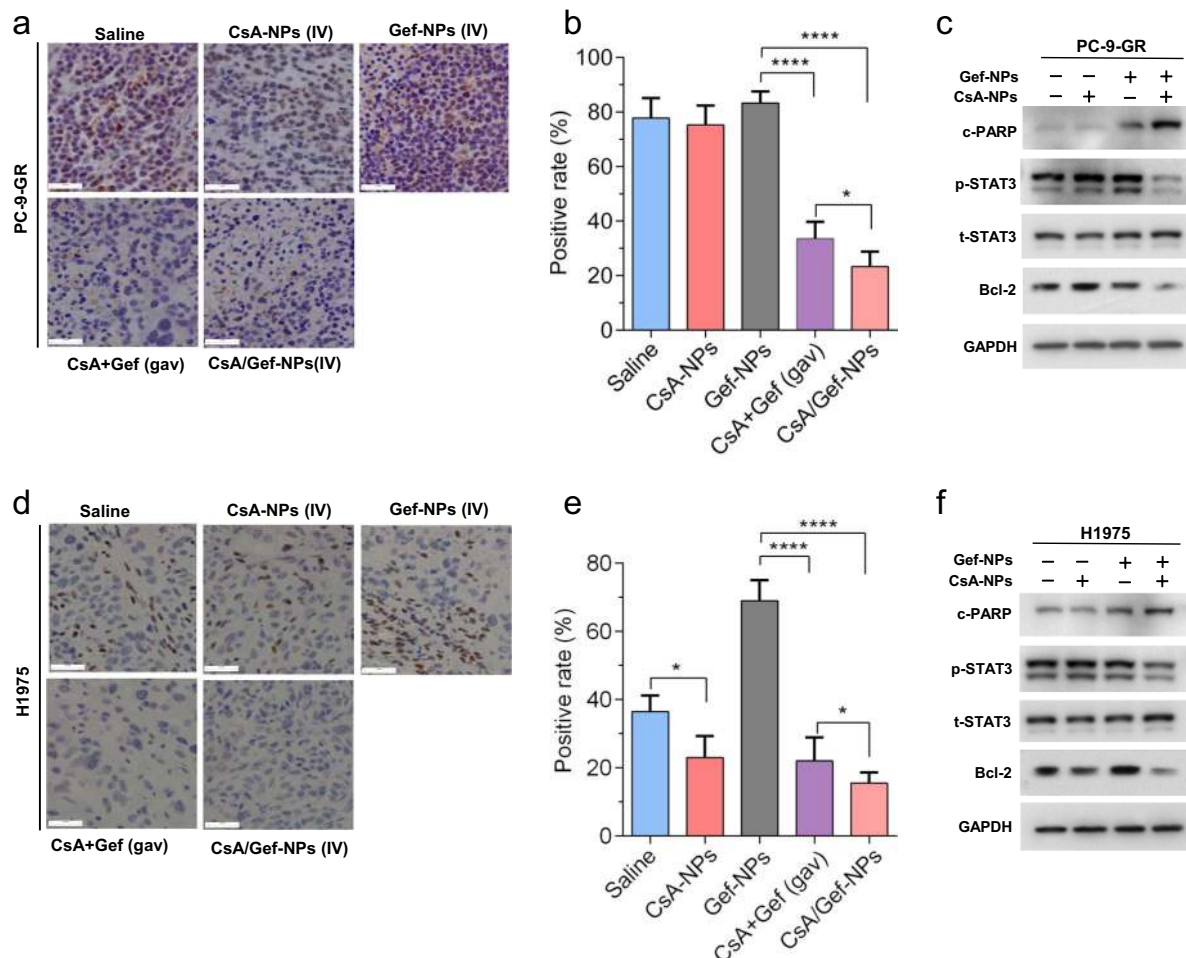 a
Saline
CsA-NPs (IV)
Gef-NPs (IV)
PC-9-GR
CsA+Gef (gav)
CsA/Gef-NPs(IV)
b
****
****
*
Positive rate (%)
100
80
60
40
20
0
Saline
CsA-NPs
Gef-NPs
CsA+Gef (gav)
CsA/Gef-NPs
c
PC-9-GR
Gef-NPs − − + +
CsA-NPs − + − +
c-PARP
p-STAT3
t-STAT3
Bcl-2
GAPDH
d
Saline
CsA-NPs (IV)
Gef-NPs (IV)
H1975
CsA+Gef (gav)
CsA/Gef-NPs (IV)
e
****
****
*
*
Positive rate (%)
80
60
40
20
0
Saline
CsA-NPs
Gef-NPs
CsA+Gef (gav)
CsA/Gef-NPs
f
H1975
Gef-NPs − − + +
CsA-NPs − + − +
c-PARP
p-STAT3
t-STAT3
Bcl-2
GAPDH